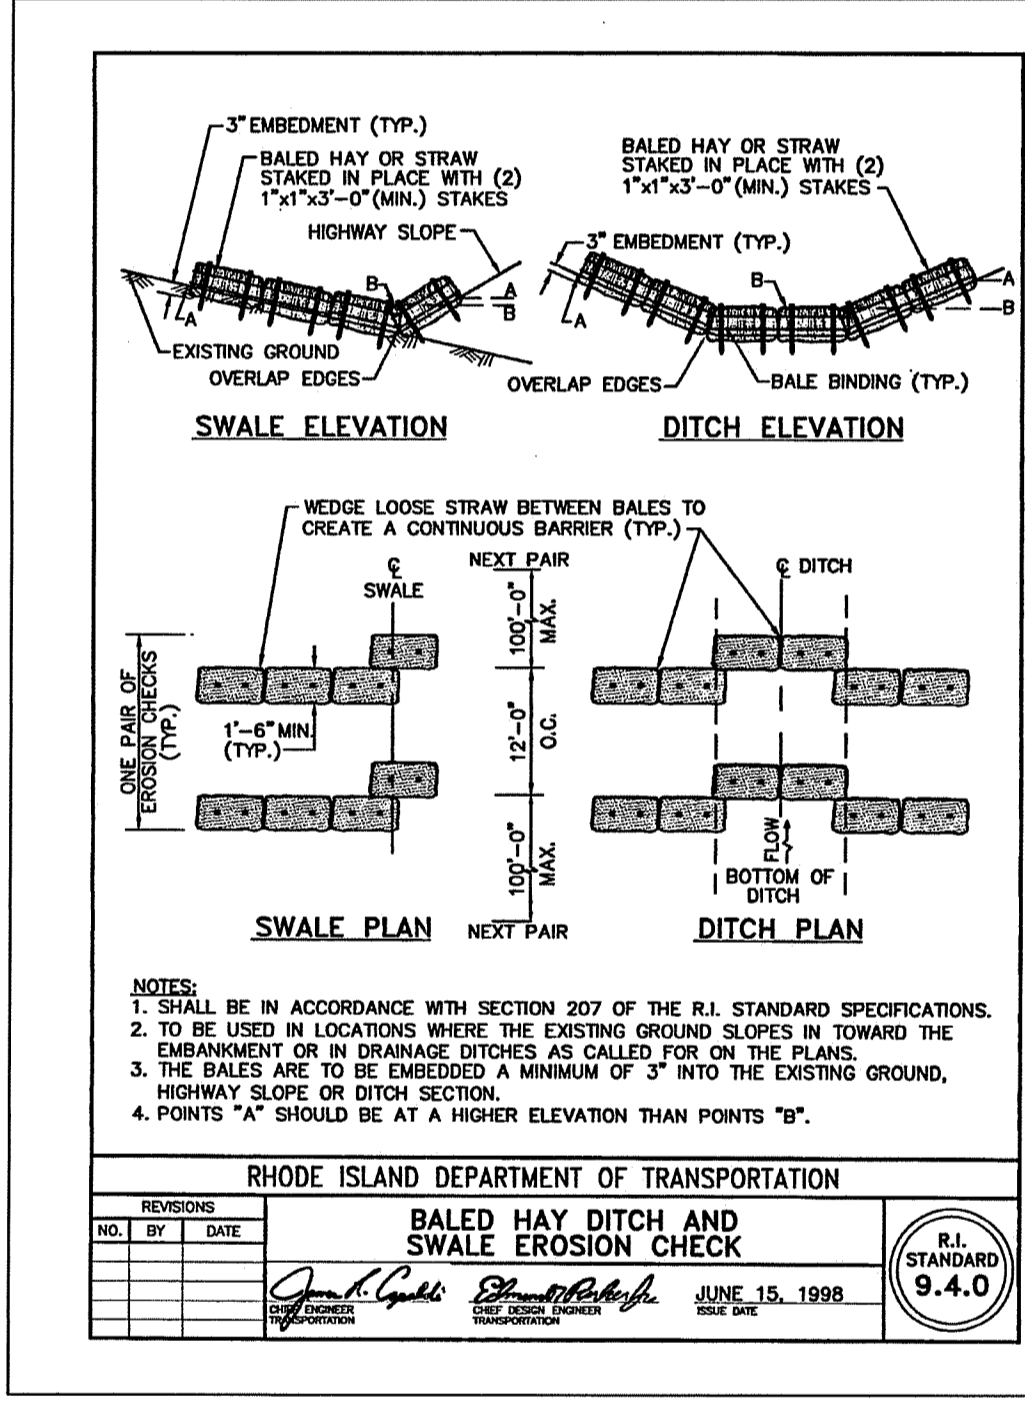 3" EMBEDMENT (TYP.)
BALED HAY OR STRAW
STAKED IN PLACE WITH (2)
1"x1"x3'-0" (MIN.) STAKES
HIGHWAY SLOPE
B
A
B
A
EXISTING GROUND
OVERLAP EDGES
SWALE ELEVATION
BALED HAY OR STRAW
STAKED IN PLACE WITH (2)
1"x1"x3'-0" (MIN.) STAKES
3" EMBEDMENT (TYP.)
B
A
B
A
OVERLAP EDGES
BALE BINDING (TYP.)
DITCH ELEVATION
WEDGE LOOSE STRAW BETWEEN BALES TO
CREATE A CONTINUOUS BARRIER (TYP.)
℄
SWALE
NEXT PAIR
℄ DITCH
100'-0"
MAX.
ONE PAIR OF
EROSION CHECKS
(TYP.)
1'-6" MIN.
(TYP.)
12'-0"
O.C.
100'-0"
MAX.
FLOW
BOTTOM OF
DITCH
SWALE PLAN
NEXT PAIR
DITCH PLAN
NOTES:
1. SHALL BE IN ACCORDANCE WITH SECTION 207 OF THE R.I. STANDARD SPECIFICATIONS.
2. TO BE USED IN LOCATIONS WHERE THE EXISTING GROUND SLOPES IN TOWARD THE
EMBANKMENT OR IN DRAINAGE DITCHES AS CALLED FOR ON THE PLANS.
3. THE BALES ARE TO BE EMBEDDED A MINIMUM OF 3" INTO THE EXISTING GROUND,
HIGHWAY SLOPE OR DITCH SECTION.
4. POINTS "A" SHOULD BE AT A HIGHER ELEVATION THAN POINTS "B".
RHODE ISLAND DEPARTMENT OF TRANSPORTATION
REVISIONS
NO. BY DATE
BALED HAY DITCH AND
SWALE EROSION CHECK
CHIEF ENGINEER
TRANSPORTATION
CHIEF DESIGN ENGINEER
TRANSPORTATION
JUNE 15, 1998
ISSUE DATE
R.I.
STANDARD
9.4.0